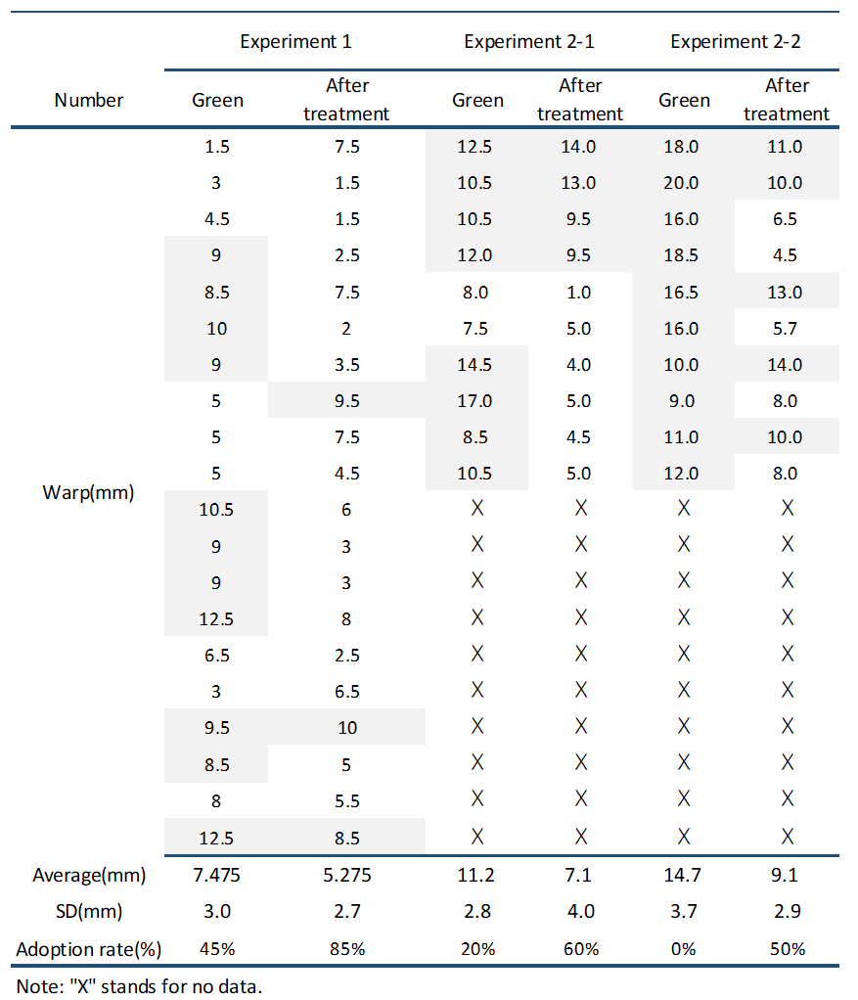 Experiment 1 Experiment 2-1 Experiment 2-2
Number Green After treatment Green After treatment Green After treatment
1.5 7.5 12.5 14.0 18.0 11.0
3 1.5 10.5 13.0 20.0 10.0
4.5 1.5 10.5 9.5 16.0 6.5
9 2.5 12.0 9.5 18.5 4.5
8.5 7.5 8.0 1.0 16.5 13.0
10 2 7.5 5.0 16.0 5.7
9 3.5 14.5 4.0 10.0 14.0
5 9.5 17.0 5.0 9.0 8.0
5 7.5 8.5 4.5 11.0 10.0
5 4.5 10.5 5.0 12.0 8.0
Warp(mm)
10.5 6 X X X X
9 3 X X X X
9 3 X X X X
12.5 8 X X X X
6.5 2.5 X X X X
3 6.5 X X X X
9.5 10 X X X X
8.5 5 X X X X
8 5.5 X X X X
12.5 8.5 X X X X
Average(mm) 7.475 5.275 11.2 7.1 14.7 9.1
SD(mm) 3.0 2.7 2.8 4.0 3.7 2.9
Adoption rate(%) 45% 85% 20% 60% 0% 50%
Note: "X" stands for no data.